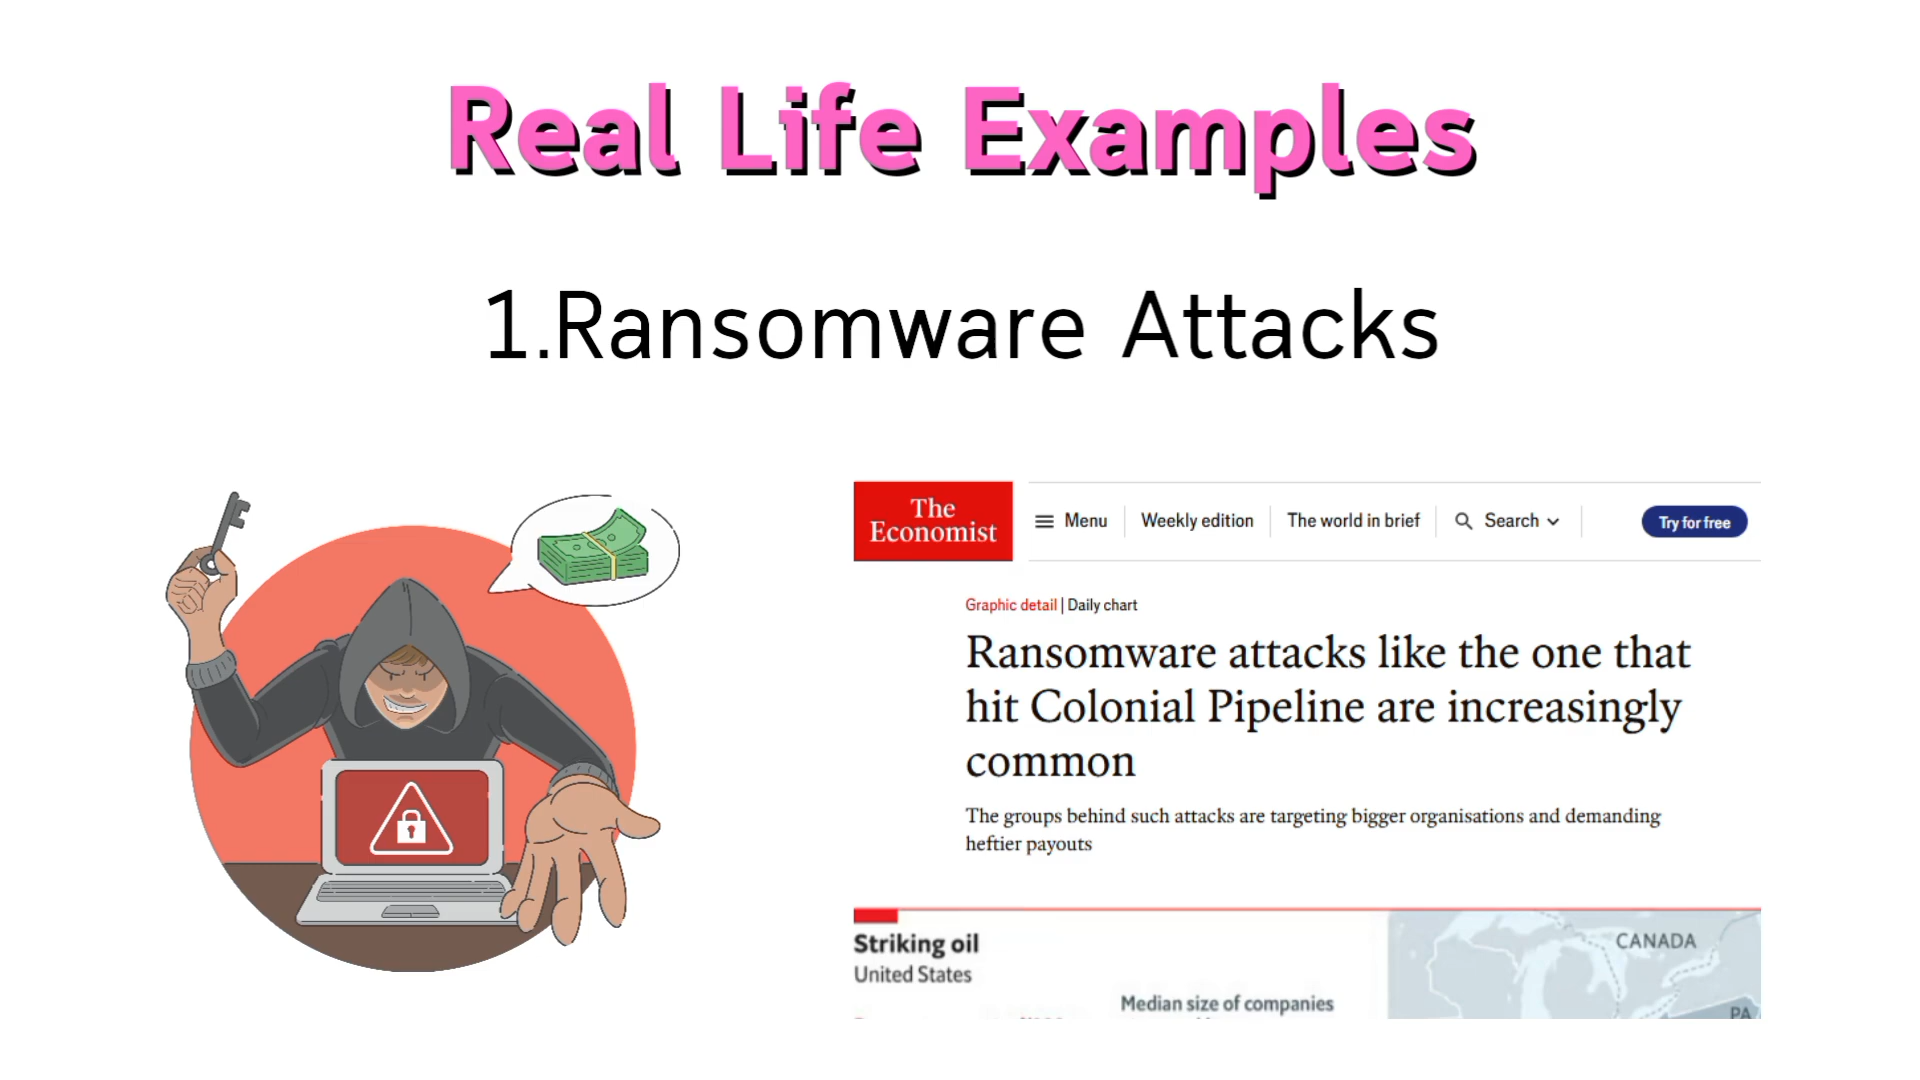 Real Life Examples
1.Ransomware Attacks
The
Economist
Menu
Weekly edition
The world in brief
Search
Try for free
Graphic detail | Daily chart
Ransomware attacks like the one that
hit Colonial Pipeline are increasingly
common
The groups behind such attacks are targeting bigger organisations and demanding
heftier payouts
Striking oil
United States
CANADA
Median size of companies
PA